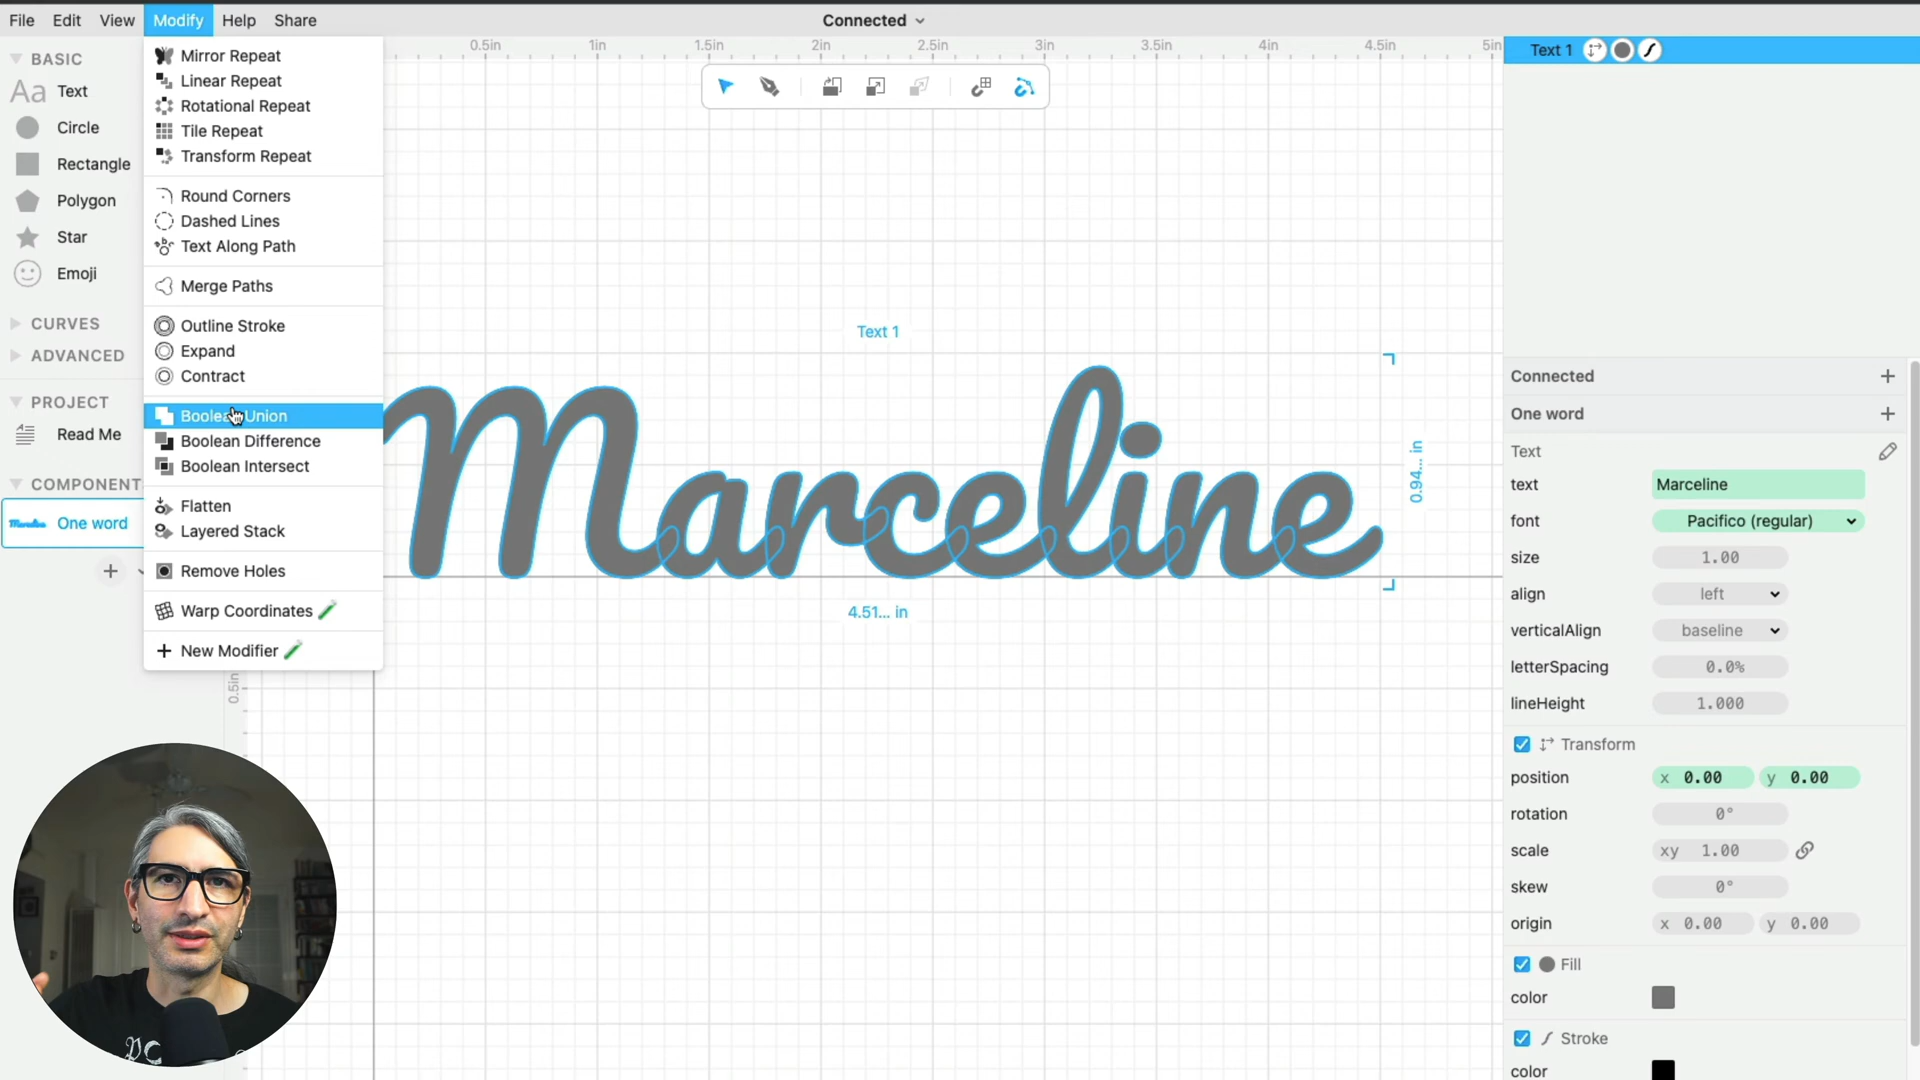 File Edit View Modify Help Share
Connected
BASIC
Aa Text
Circle
Rectangle
Polygon
Star
Emoji
CURVES
ADVANCED
PROJECT
Read Me
COMPONENT
Marceline One word
Mirror Repeat
Linear Repeat
Rotational Repeat
Tile Repeat
Transform Repeat
Round Corners
Dashed Lines
Text Along Path
Merge Paths
Outline Stroke
Expand
Contract
Boolean Union
Boolean Difference
Boolean Intersect
Flatten
Layered Stack
Remove Holes
Warp Coordinates
New Modifier
0.5in 1in 1.5in 2in 2.5in 3in 3.5in 4in 4.5in 5in
0.5in
Text 1
Marceline
0.94... in
4.51... in
Text 1
Connected
One word
Text
text Marceline
font Pacifico (regular)
size 1.00
align left
verticalAlign baseline
letterSpacing 0.0%
lineHeight 1.000
Transform
position x 0.00 y 0.00
rotation 0°
scale xy 1.00
skew 0°
origin x 0.00 y 0.00
Fill
color
Stroke
color